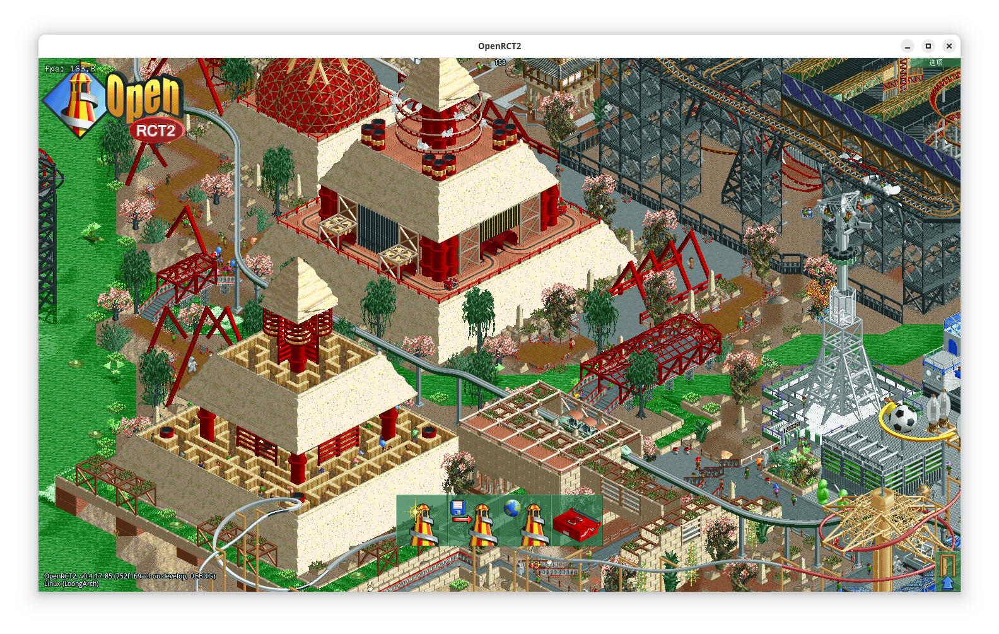 OpenRCT2
fps: 163.8
158
选项
Open
RCT2
OpenRCT2, v0.4.17-85 (752f169acf on develop, DEBUG)
Linux (LoongArch)